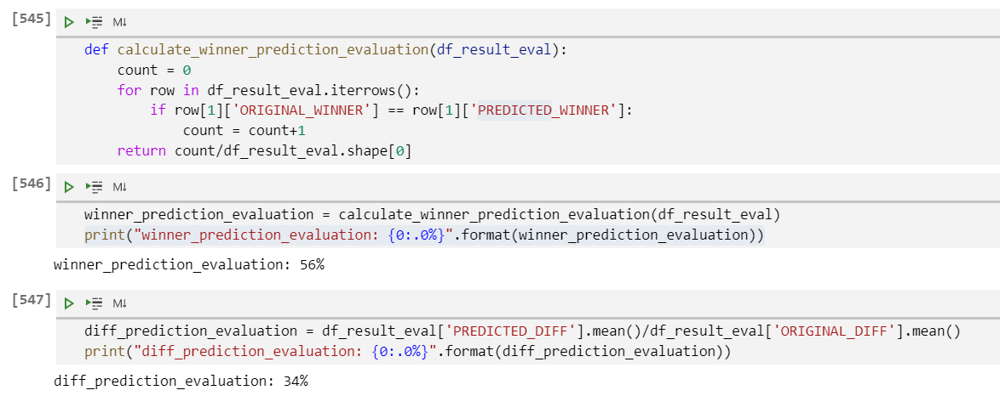 [545] M↓
def calculate_winner_prediction_evaluation(df_result_eval):
    count = 0
    for row in df_result_eval.iterrows():
        if row[1]['ORIGINAL_WINNER'] == row[1]['PREDICTED_WINNER']:
            count = count+1
    return count/df_result_eval.shape[0]
[546] M↓
winner_prediction_evaluation = calculate_winner_prediction_evaluation(df_result_eval)
print("winner_prediction_evaluation: {0:.0%}".format(winner_prediction_evaluation))
winner_prediction_evaluation: 56%
[547] M↓
diff_prediction_evaluation = df_result_eval['PREDICTED_DIFF'].mean()/df_result_eval['ORIGINAL_DIFF'].mean()
print("diff_prediction_evaluation: {0:.0%}".format(diff_prediction_evaluation))
diff_prediction_evaluation: 34%